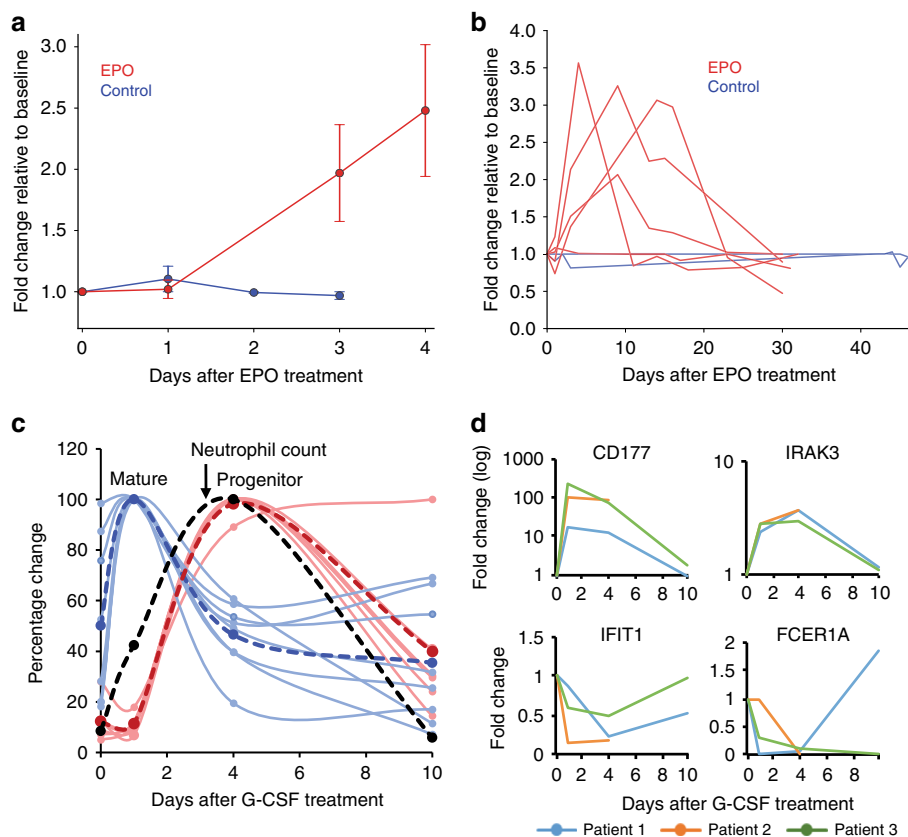 a
3.0
2.5
2.0
1.5
1.0
Fold change relative to baseline
EPO
Control
0
1
2
3
4
Days after EPO treatment
b
4.0
3.5
3.0
2.5
2.0
1.5
1.0
0.5
0.0
Fold change relative to baseline
EPO
Control
0
10
20
30
40
Days after EPO treatment
c
120
100
80
60
40
20
0
Percentage change
Neutrophil count
Mature
Progenitor
0
2
4
6
8
10
Days after G-CSF treatment
d
CD177
1000
100
10
1
Fold change (log)
0
2
4
6
8
10
IRAK3
10
1
0
2
4
6
8
10
IFIT1
1.5
1
0.5
0
Fold change
0
2
4
6
8
10
FCER1A
2
1.5
1
0.5
0
0
2
4
6
8
Days after G-CSF treatment
Patient 1
Patient 2
Patient 3